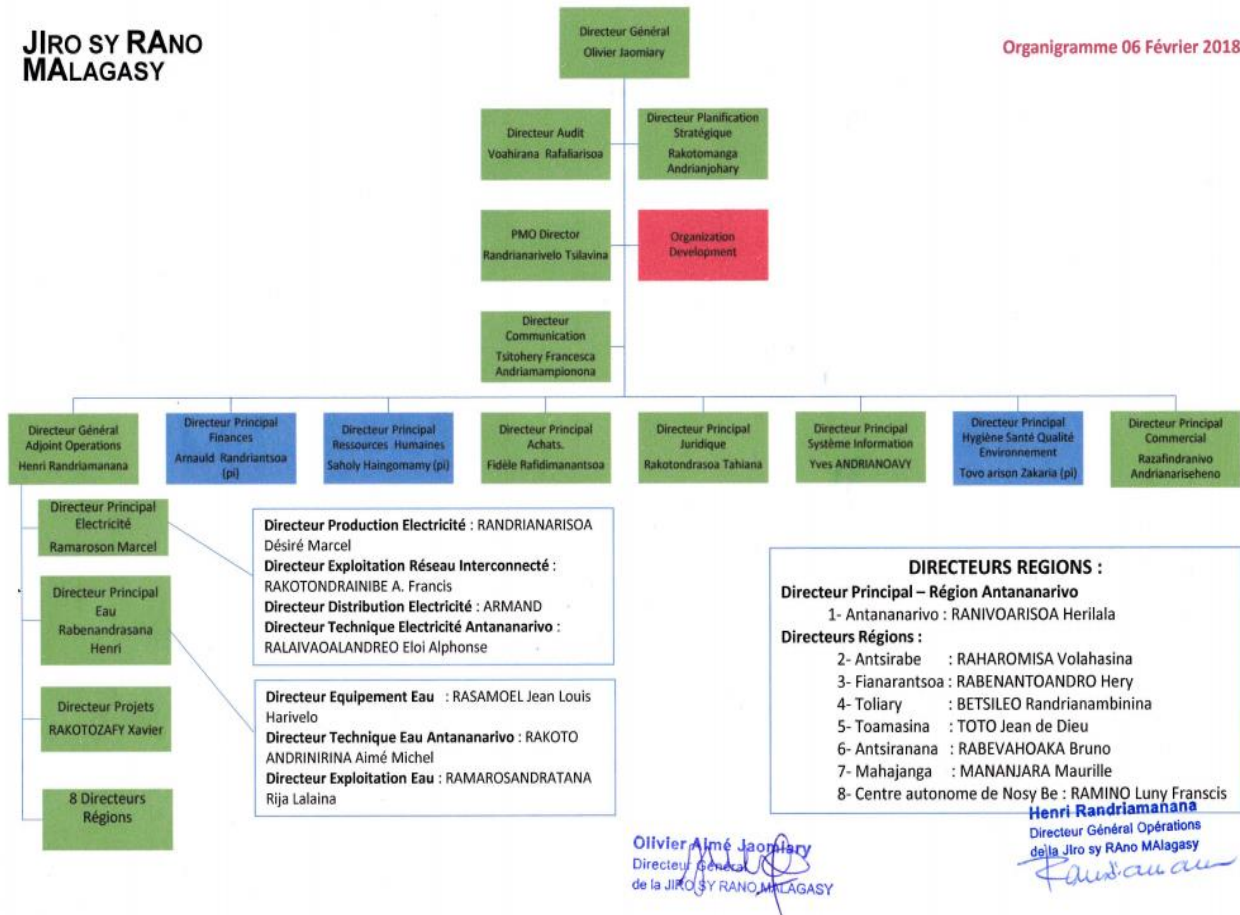 JIRO SY RANO
MALAGASY
Organigramme 06 Février 2018
Directeur Général
Olivier Jaomiary
Directeur Audit
Voahirana Rafaliarisoa
Directeur Planification
Stratégique
Rakotomanga
Andrianjohary
PMO Director
Randrianarivelo Tsilavina
Organization
Development
Directeur
Communication
Tsitohery Francesca
Andriamampionona
Directeur Général
Adjoint Operations
Henri Randriamanana
Directeur Principal
Finances
Arnauld Randriantsoa
(pi)
Directeur Principal
Ressources Humaines
Saholy Haingomamy (pi)
Directeur Principal
Achats.
Fidèle Rafidimanantsoa
Directeur Principal
Juridique
Rakotondrasoa Tahiana
Directeur Principal
Système Information
Yves ANDRIANOAVY
Directeur Principal
Hygiène Santé Qualité
Environnement
Tovo arison Zakaria (pi)
Directeur Principal
Commercial
Razafindranivo
Andrianariseheno
Directeur Principal
Electricité
Ramaroson Marcel
Directeur Principal
Eau
Rabenandrasana
Henri
Directeur Projets
RAKOTOZAFY Xavier
8 Directeurs
Régions
Directeur Production Electricité : RANDRIANARISOA
Désiré Marcel
Directeur Exploitation Réseau Interconnecté :
RAKOTONDRAINIBE A. Francis
Directeur Distribution Electricité : ARMAND
Directeur Technique Electricité Antananarivo :
RALAIVAOALANDREO Eloi Alphonse
Directeur Equipement Eau : RASAMOEL Jean Louis
Harivelo
Directeur Technique Eau Antananarivo : RAKOTO
ANDRINIRINA Aimé Michel
Directeur Exploitation Eau : RAMAROSANDRATANA
Rija Lalaina
DIRECTEURS REGIONS :
Directeur Principal – Région Antananarivo
1- Antananarivo : RANIVOARISOA Herilala
Directeurs Régions :
2- Antsirabe : RAHAROMISA Volahasina
3- Fianarantsoa : RABENANTOANDRO Hery
4- Toliary : BETSILEO Randrianambinina
5- Toamasina : TOTO Jean de Dieu
6- Antsiranana : RABEVAHOAKA Bruno
7- Mahajanga : MANANJARA Maurille
8- Centre autonome de Nosy Be : RAMINO Luny Franscis
Olivier Aimé Jaomiary
Directeur Général
de la JIRO SY RANO MALAGASY
Henri Randriamanana
Directeur Général Opérations
de la JIro sy RAno MAlagasy